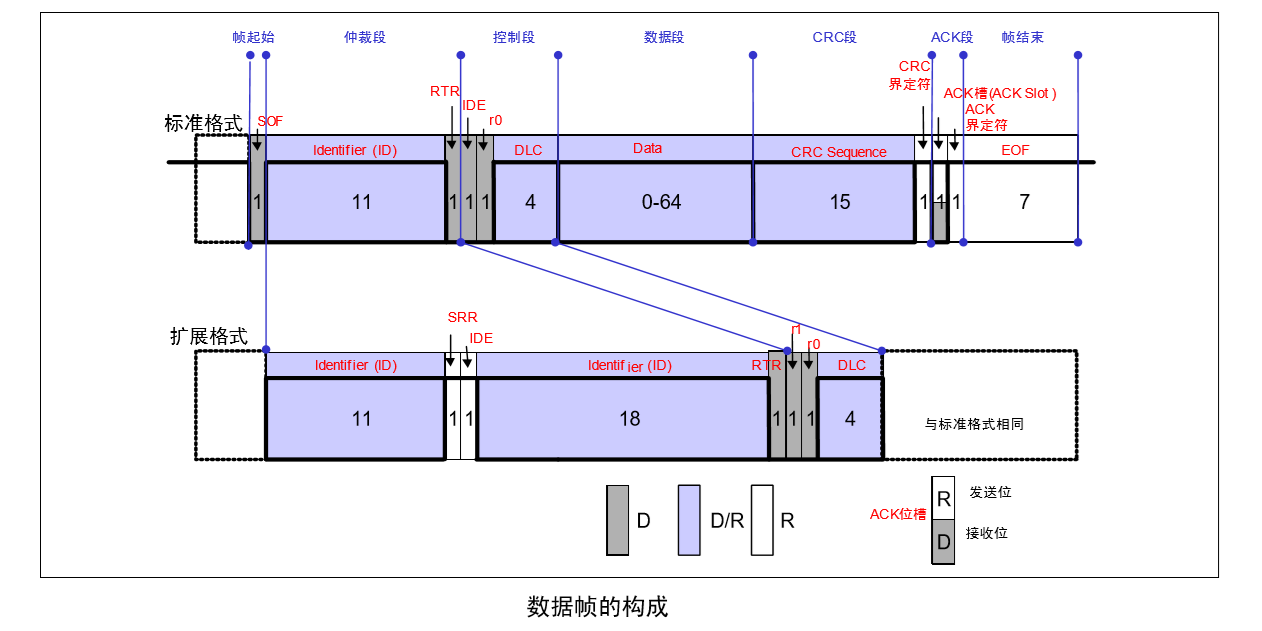 帧起始 仲裁段 控制段 数据段 CRC段 ACK段 帧结束
CRC
界定符
RTR
IDE
ACK槽(ACK Slot )
ACK
界定符
SOF
r0
标准格式
Identifier (ID) DLC Data CRC Sequence EOF
1 11 1 1 1 4 0-64 15 1 1 1 7
SRR
IDE
r1
r0
扩展格式
Identifier (ID) Identifier (ID) RTR DLC
11 1 1 18 1 1 1 4 与标准格式相同
D D/R R
ACK位槽
R 发送位
D 接收位
数据帧的构成